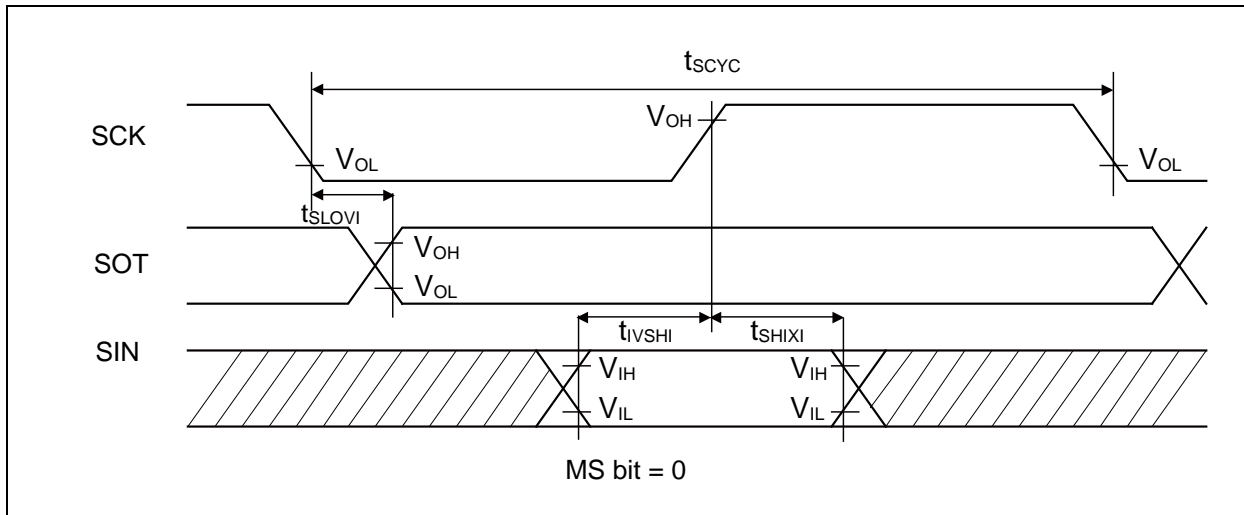 tSCYC
SCK
VOH
VOL
VOL
tSLOVI
SOT
VOH
VOL
tIVSHI
tSHIXI
SIN
VIH
VIH
VIL
VIL
MS bit = 0